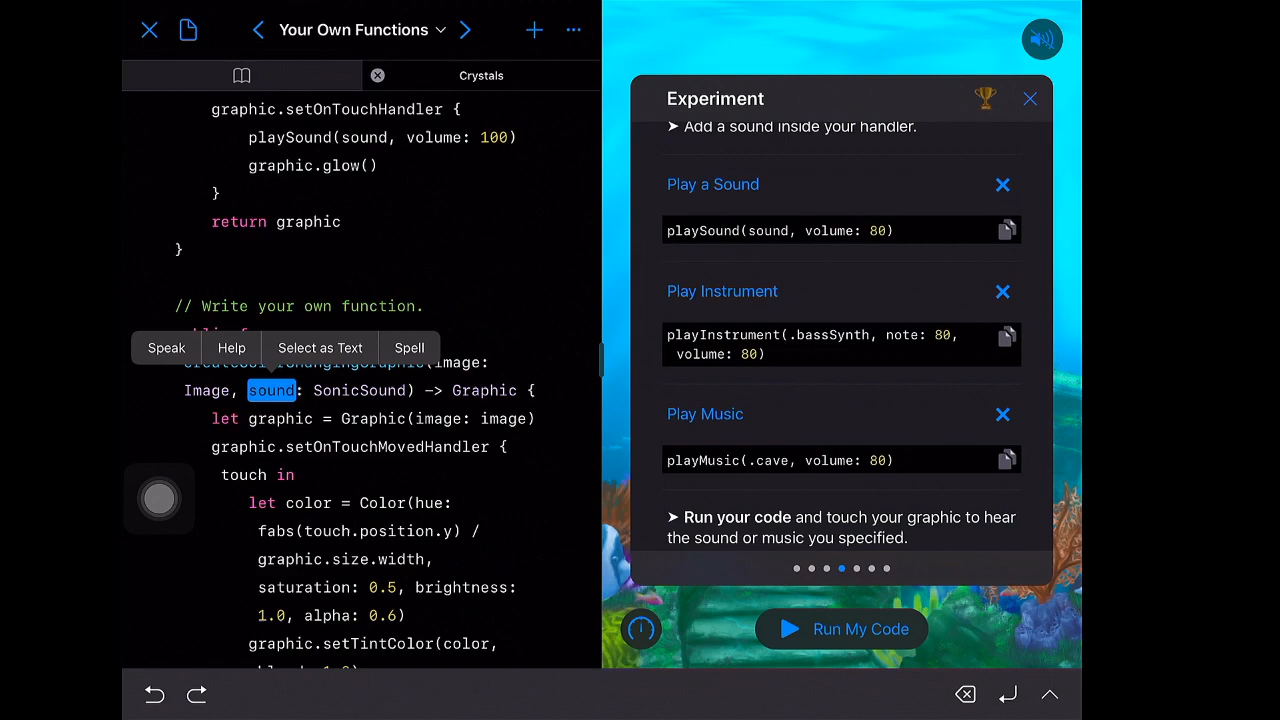 Your Own Functions
Crystals
graphic.setOnTouchHandler {
playSound(sound, volume: 100)
graphic.glow()
}
return graphic
}
// Write your own function.
Speak
Help
Select as Text
Spell
(image:
Image, sound: SonicSound) -> Graphic {
let graphic = Graphic(image: image)
graphic.setOnTouchMovedHandler {
touch in
let color = Color(hue:
fabs(touch.position.y) /
graphic.size.width,
saturation: 0.5, brightness:
1.0, alpha: 0.6)
graphic.setTintColor(color,
Experiment
➤ Add a sound inside your handler.
Play a Sound
playSound(sound, volume: 80)
Play Instrument
playInstrument(.bassSynth, note: 80,
volume: 80)
Play Music
playMusic(.cave, volume: 80)
➤ Run your code and touch your graphic to hear
the sound or music you specified.
Run My Code